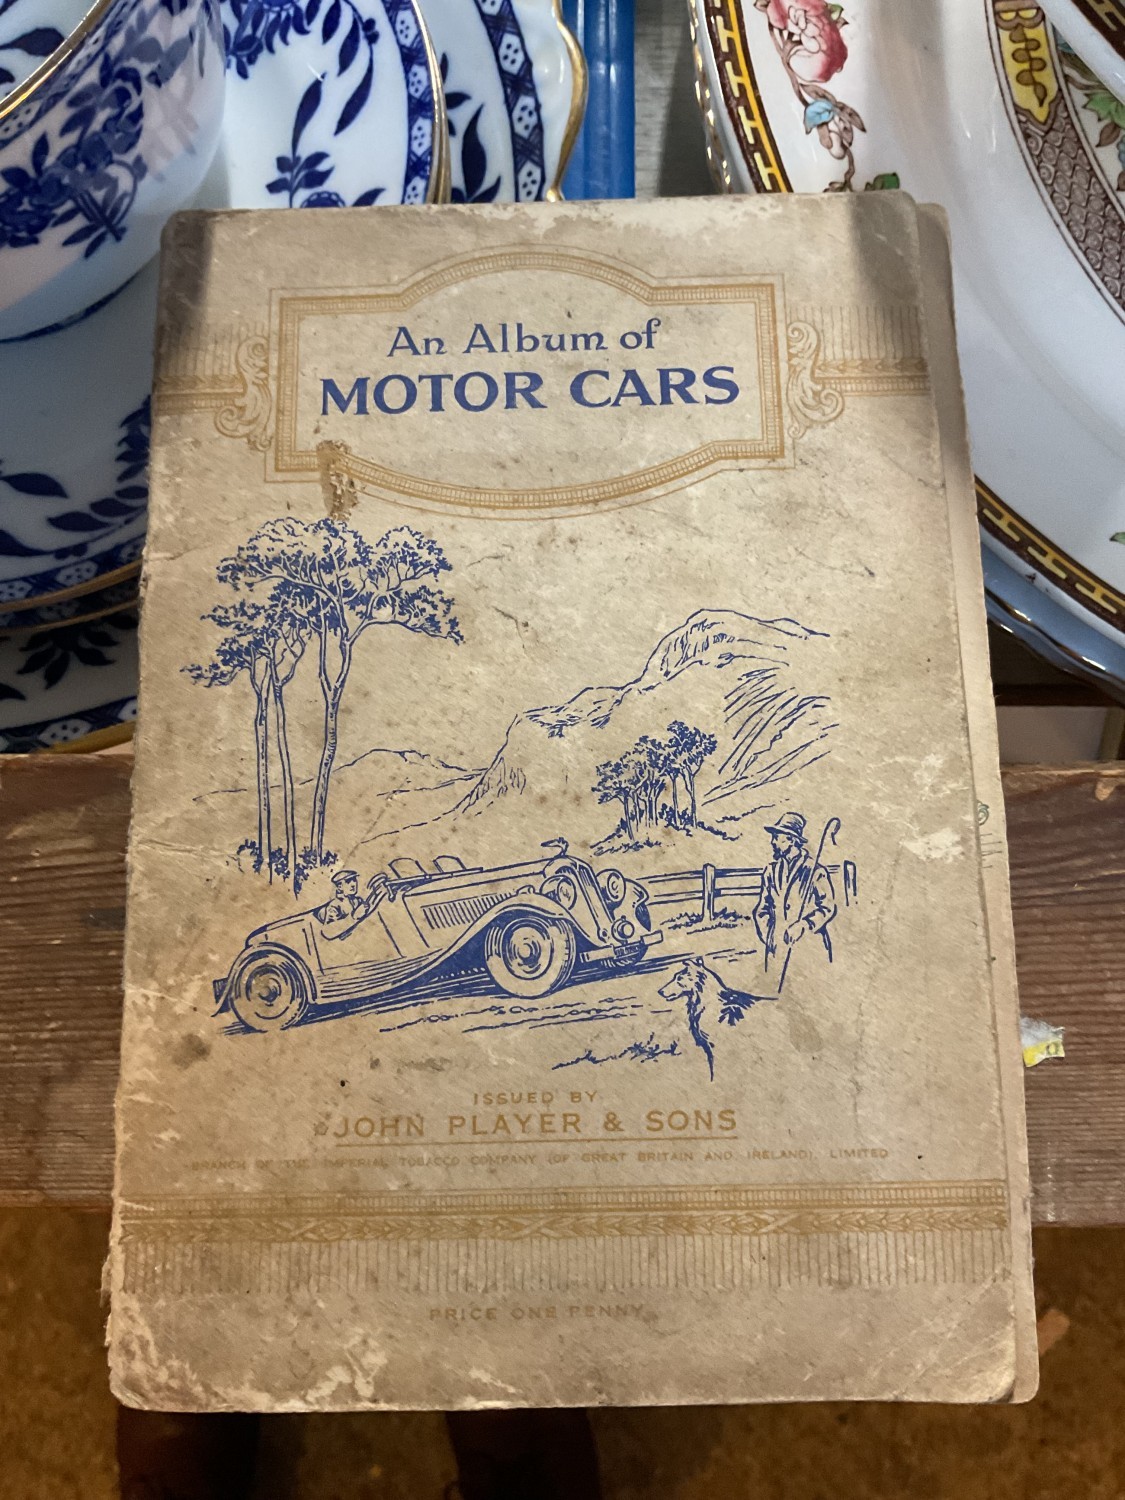 An Album of
MOTOR CARS
ISSUED BY
JOHN PLAYER & SONS
BRANCH OF THE IMPERIAL TOBACCO COMPANY (OF GREAT BRITAIN AND IRELAND), LIMITED
PRICE ONE PENNY